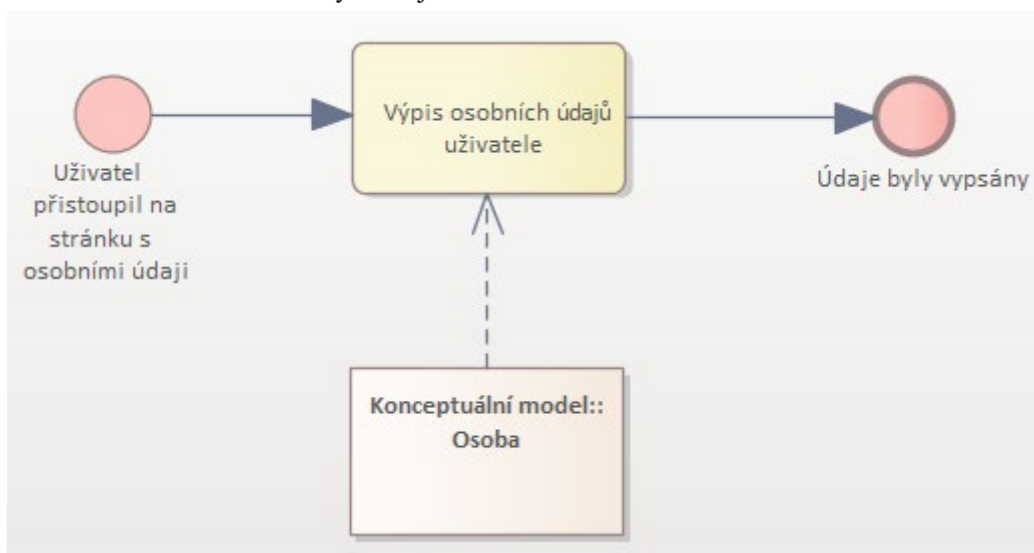 Výpis osobních údajů
uživatele
Uživatel
přistoupil na
stránku s
osobními údaji
Údaje byly vypsány
Konceptuální model::
Osoba